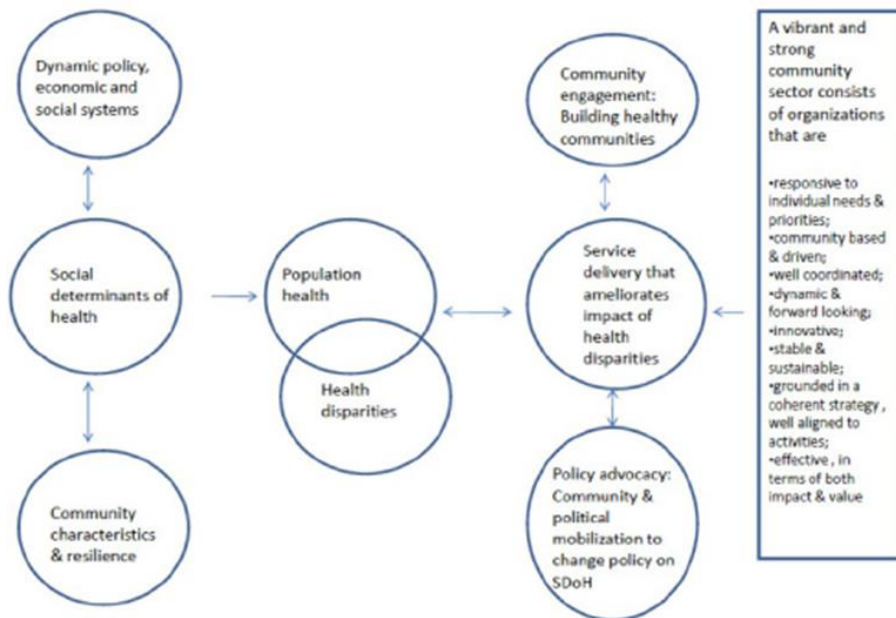 Dynamic policy,
economic and
social systems
Social
determinants of
health
Community
characteristics
& resilience
Population
health
Health
disparities
Community
engagement:
Building healthy
communities
Service
delivery that
ameliorates
impact of
health
disparities
Policy advocacy:
Community &
political
mobilization to
change policy on
SDoH
A vibrant and
strong
community
sector consists
of organizations
that are
•responsive to
individual needs &
priorities;
•community based
& driven;
•well coordinated;
•dynamic &
forward looking;
•innovative;
•stable &
sustainable;
•grounded in a
coherent strategy ,
well aligned to
activities;
•effective , in
terms of both
impact & value